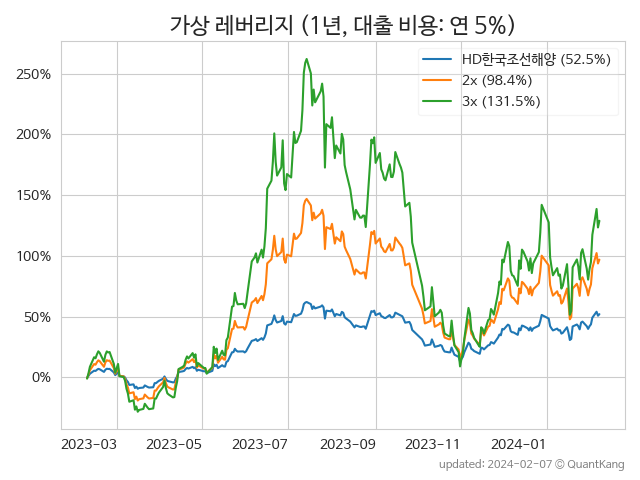 가상 레버리지 (1년, 대출 비용: 연 5%)
HD한국조선해양 (52.5%)
2x (98.4%)
3x (131.5%)
250%
200%
150%
100%
50%
0%
2023-03 2023-05 2023-07 2023-09 2023-11 2024-01
updated: 2024-02-07 © QuantKang